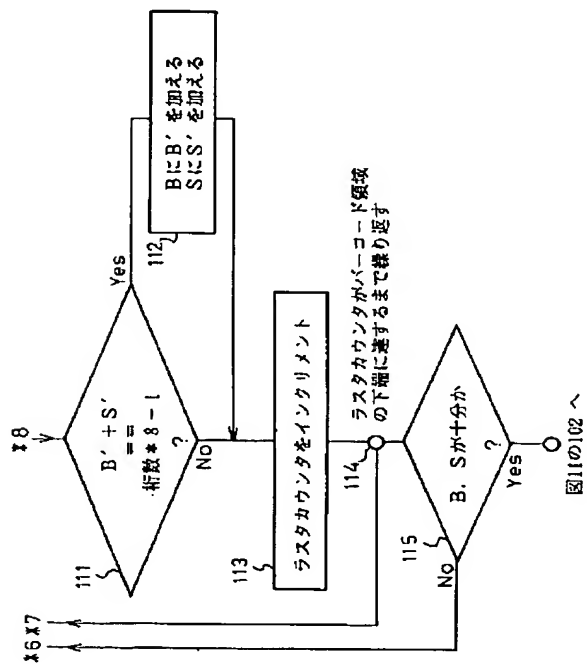 *6 *7
*8
B′+S′
==
桁数*8-1
?
111
Yes
No
BにB′を加える
SにS′を加える
112
ラスタカウンタをインクリメント
113
ラスタカウンタがバーコード領域
の下端に達するまで繰り返す
114
B、Sが十分か
?
115
No
Yes
図11の102へ